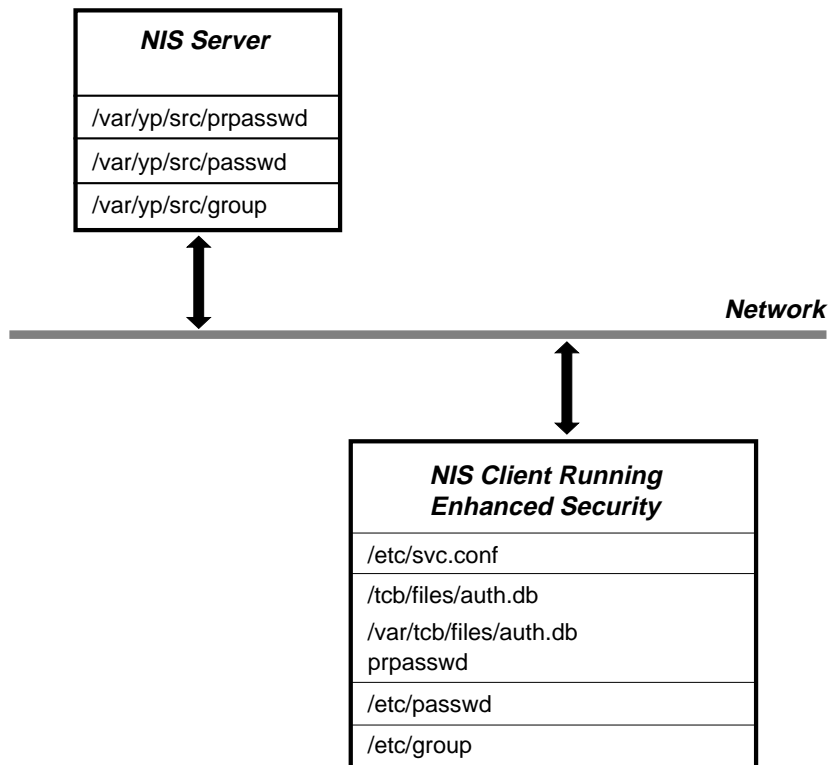 NIS Server
/var/yp/src/prpasswd
/var/yp/src/passwd
/var/yp/src/group
Network
NIS Client Running
Enhanced Security
/etc/svc.conf
/tcb/files/auth.db
/var/tcb/files/auth.db
prpasswd
/etc/passwd
/etc/group